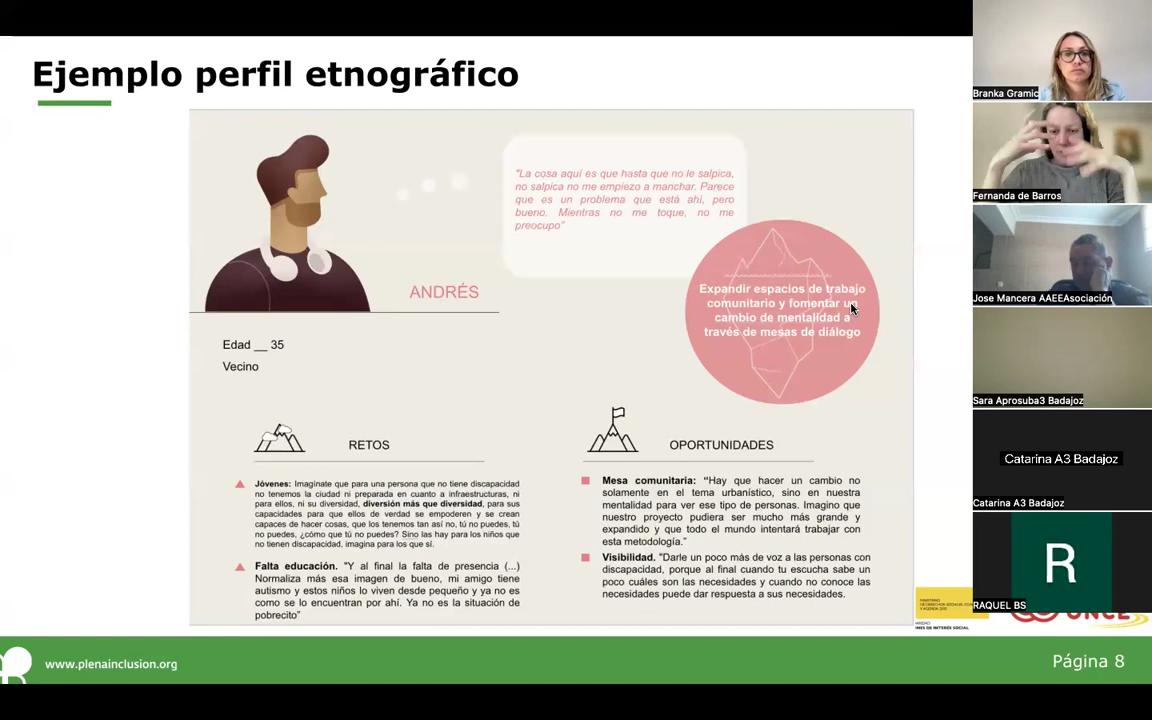 Ejemplo perfil etnográfico
"La cosa aquí es que hasta que no le salpica,
no salpica no me empiezo a manchar. Parece
que es un problema que está ahí, pero
bueno. Mientras no me toque, no me
preocupo"
ANDRÉS
Expandir espacios de trabajo
comunitario y fomentar un
cambio de mentalidad a
través de mesas de diálogo
Edad __ 35
Vecino
RETOS
Jóvenes: Imagínate que para una persona que no tiene discapacidad
no tenemos la ciudad ni preparada en cuanto a infraestructuras, ni
para ellos, ni su diversidad, diversión más que diversidad, para sus
capacidades para que ellos de verdad se empoderen y se crean
capaces de hacer cosas, que los tenemos tan así no, tú no puedes, tú
no puedes, ¿cómo que tú no puedes? Sino las hay para los niños que
no tienen discapacidad, imagina para los que sí.
Falta educación. "Y al final la falta de presencia (...)
Normaliza más esa imagen de bueno, mi amigo tiene
autismo y estos niños lo viven desde pequeño y ya no es
como se lo encuentran por ahí. Ya no es la situación de
pobrecito"
OPORTUNIDADES
Mesa comunitaria: “Hay que hacer un cambio no
solamente en el tema urbanístico, sino en nuestra
mentalidad para ver ese tipo de personas. Imagino que
nuestro proyecto pudiera ser mucho más grande y
expandido y que todo el mundo intentará trabajar con
esta metodología.”
Visibilidad. "Darle un poco más de voz a las personas con
discapacidad, porque al final cuando tu escucha sabe un
poco cuáles son las necesidades y cuando no conoce las
necesidades puede dar respuesta a sus necesidades.
www.plenainclusion.org
Página 8
Branka Gramic
Fernanda de Barros
Jose Mancera AAEEAsociación
Sara Aprosuba3 Badajoz
Catarina A3 Badajoz
Catarina A3 Badajoz
R
RAQUEL BS